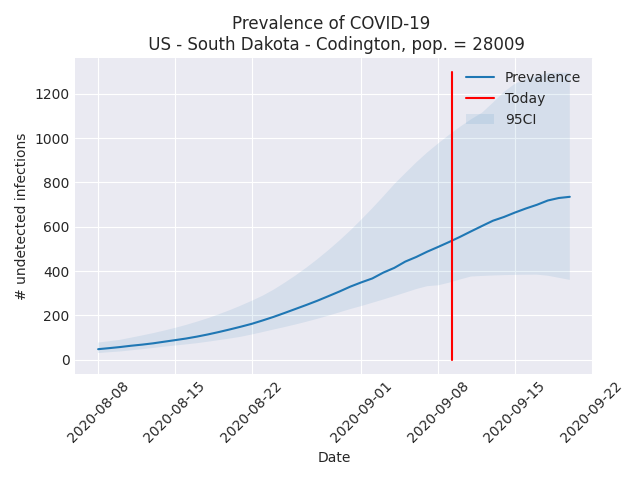 Prevalence of COVID-19
US - South Dakota - Codington, pop. = 28009
Prevalence
Today
95CI
# undetected infections
1200
1000
800
600
400
200
0
2020-08-08
2020-08-15
2020-08-22
2020-09-01
2020-09-08
2020-09-15
2020-09-22
Date